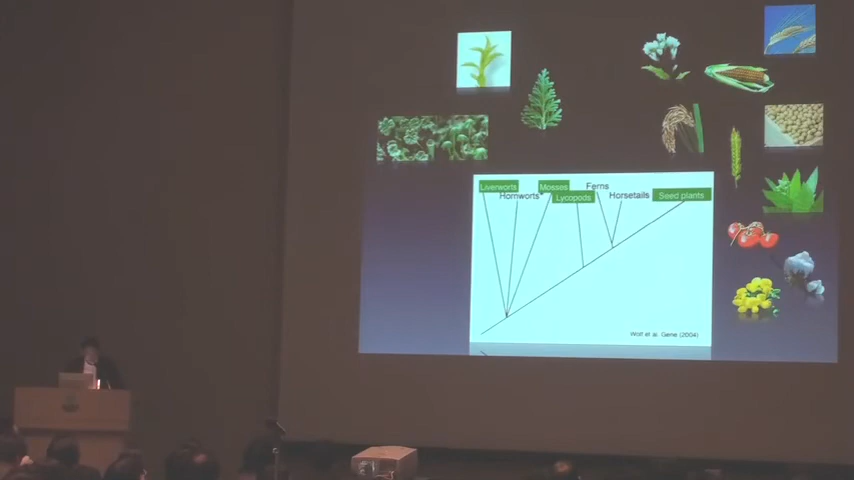 Liverworts
Hornworts
Mosses
Lycopods
Ferns
Horsetails
Seed plants
Wolf et al. Gene (2004)